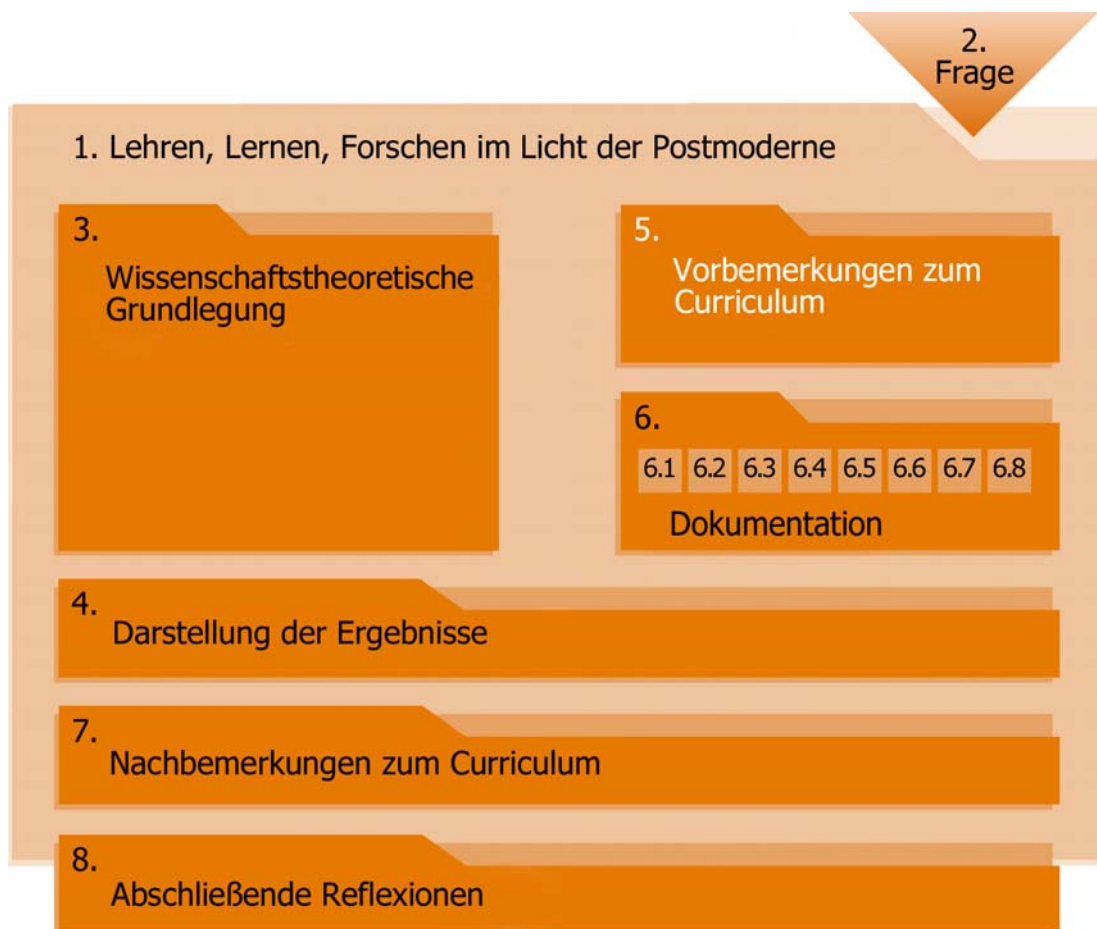 2.
Frage
1. Lehren, Lernen, Forschen im Licht der Postmoderne
3.
Wissenschaftstheoretische
Grundlegung
5.
Vorbemerkungen zum
Curriculum
6.
6.1 6.2 6.3 6.4 6.5 6.6 6.7 6.8
Dokumentation
4.
Darstellung der Ergebnisse
7.
Nachbemerkungen zum Curriculum
8.
Abschließende Reflexionen